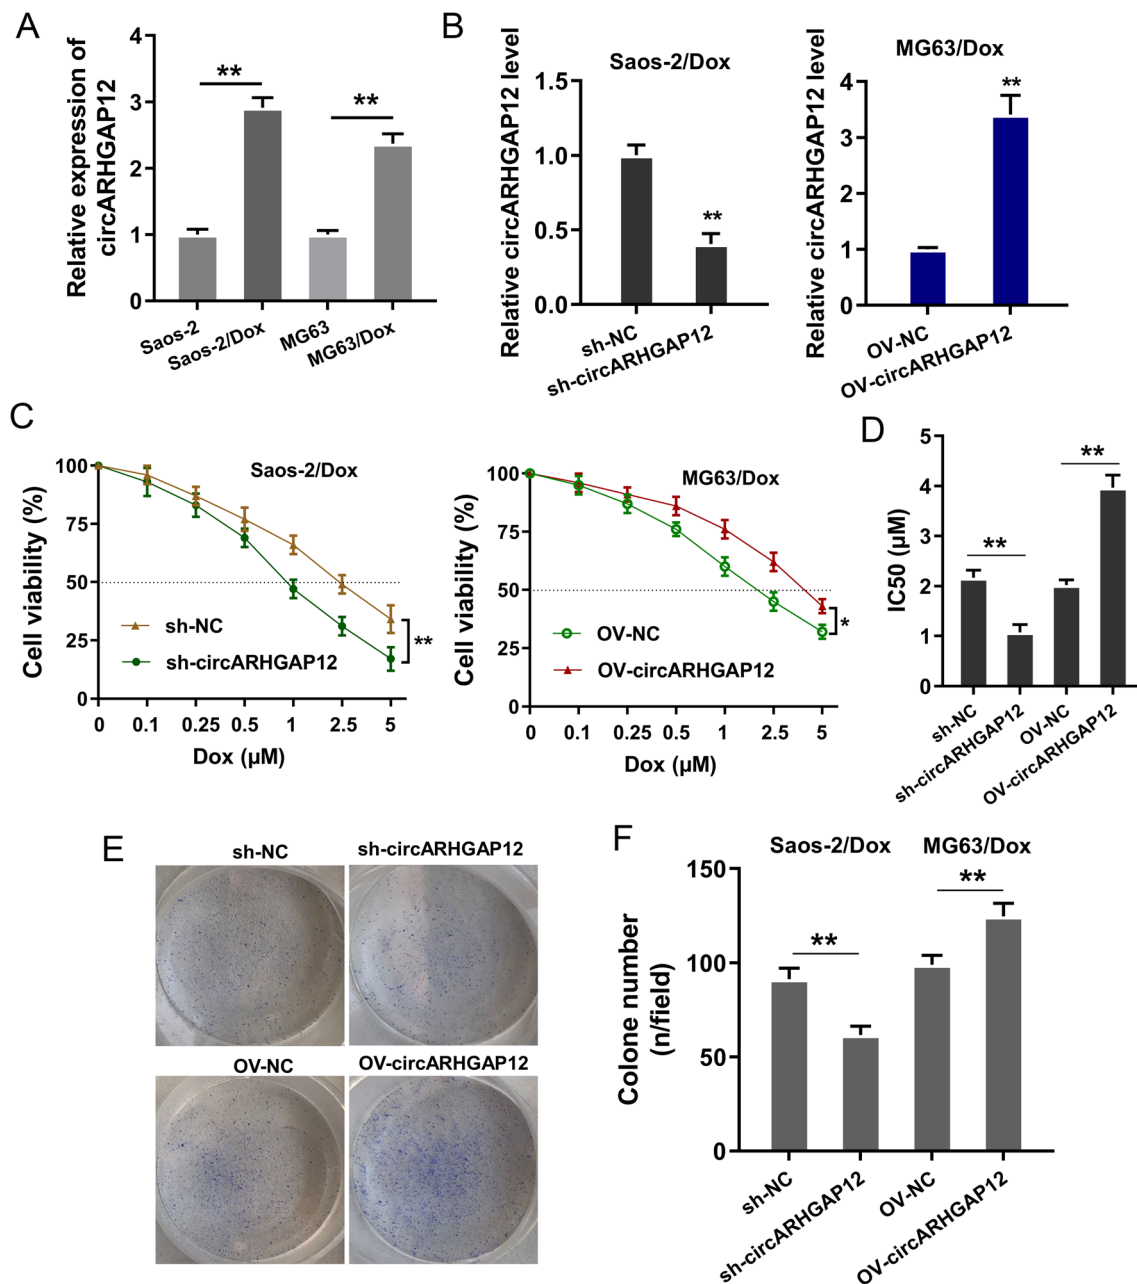 A
Relative expression of
circARHGAP12
4
3
2
1
0
**
**
Saos-2
Saos-2/Dox
MG63
MG63/Dox
B
Saos-2/Dox
Relative circARHGAP12 level
1.5
1.0
0.5
0.0
**
sh-NC
sh-circARHGAP12
MG63/Dox
Relative circARHGAP12 level
4
3
2
1
0
**
OV-NC
OV-circARHGAP12
C
Saos-2/Dox
Cell viability (%)
100
75
50
25
0
sh-NC
sh-circARHGAP12
**
0 0.1 0.25 0.5 1 2.5 5
Dox (μM)
MG63/Dox
Cell viability (%)
100
75
50
25
0
OV-NC
OV-circARHGAP12
*
0 0.1 0.25 0.5 1 2.5 5
Dox (μM)
D
IC50 (μM)
5
4
3
2
1
0
**
**
sh-NC
sh-circARHGAP12
OV-NC
OV-circARHGAP12
E
sh-NC sh-circARHGAP12
OV-NC OV-circARHGAP12
F
Saos-2/Dox MG63/Dox
Colone number
(n/field)
150
100
50
0
**
**
sh-NC
sh-circARHGAP12
OV-NC
OV-circARHGAP12